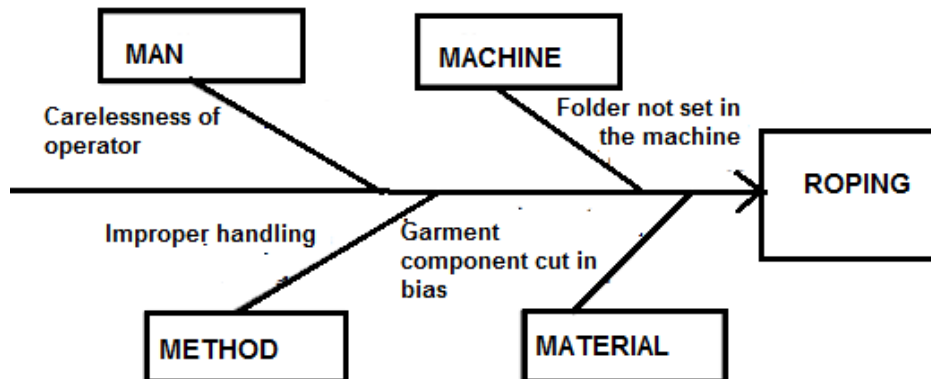 MAN
MACHINE
Carelessness of
operator
Folder not set in
the machine
ROPING
Improper handling
Garment
component cut in
bias
METHOD
MATERIAL